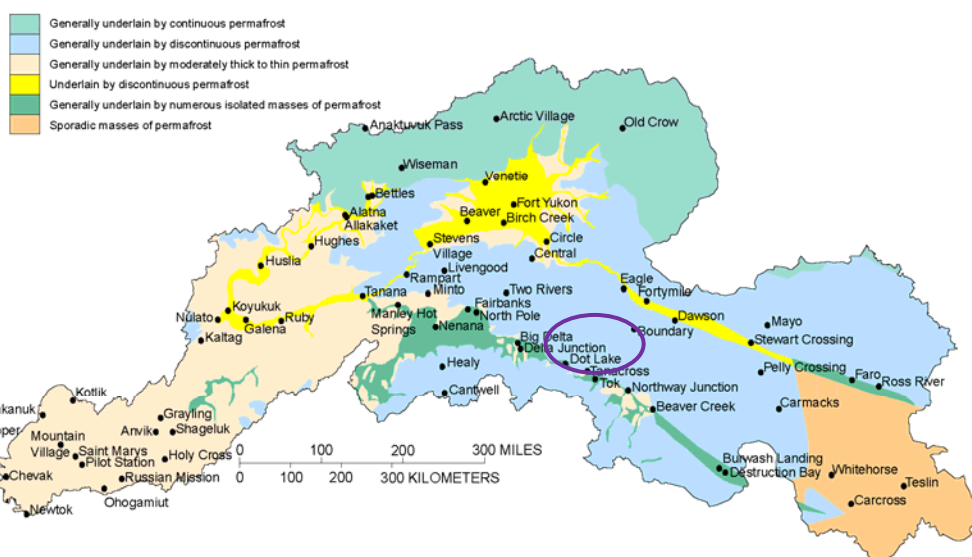 Generally underlain by continuous permafrost
Generally underlain by discontinuous permafrost
Generally underlain by moderately thick to thin permafrost
Underlain by discontinuous permafrost
Generally underlain by numerous isolated masses of permafrost
Sporadic masses of permafrost
Anaktuvuk Pass
Arctic Village
Old Crow
Wiseman
Venetie
Bettles
Fort Yukon
Alatna
Beaver
Birch Creek
Allakaket
Hughes
Stevens
Village
Circle
Central
Huslia
Livengood
Rampart
Eagle
Tanana
Minto
Two Rivers
Fortymile
Koyukuk
Nulato
Galena
Ruby
Manley Hot
Springs
Fairbanks
North Pole
Nenana
Dawson
Mayo
Kaltag
Big Delta
Delta Junction
Boundary
Stewart Crossing
Healy
Dot Lake
Tanacross
Pelly Crossing
Faro
Ross River
Cantwell
Tok
Northway Junction
Kotlik
akanuk
Grayling
Beaver Creek
Carmacks
per
Anvik
Shageluk
Mountain
Village
Saint Marys
Pilot Station
Holy Cross
0 100 200 300 MILES
0 100 200 300 KILOMETERS
Chevak
Russian Mission
Burwash Landing
Destruction Bay
Whitehorse
Teslin
Ohogamiut
Newtok
Carcross